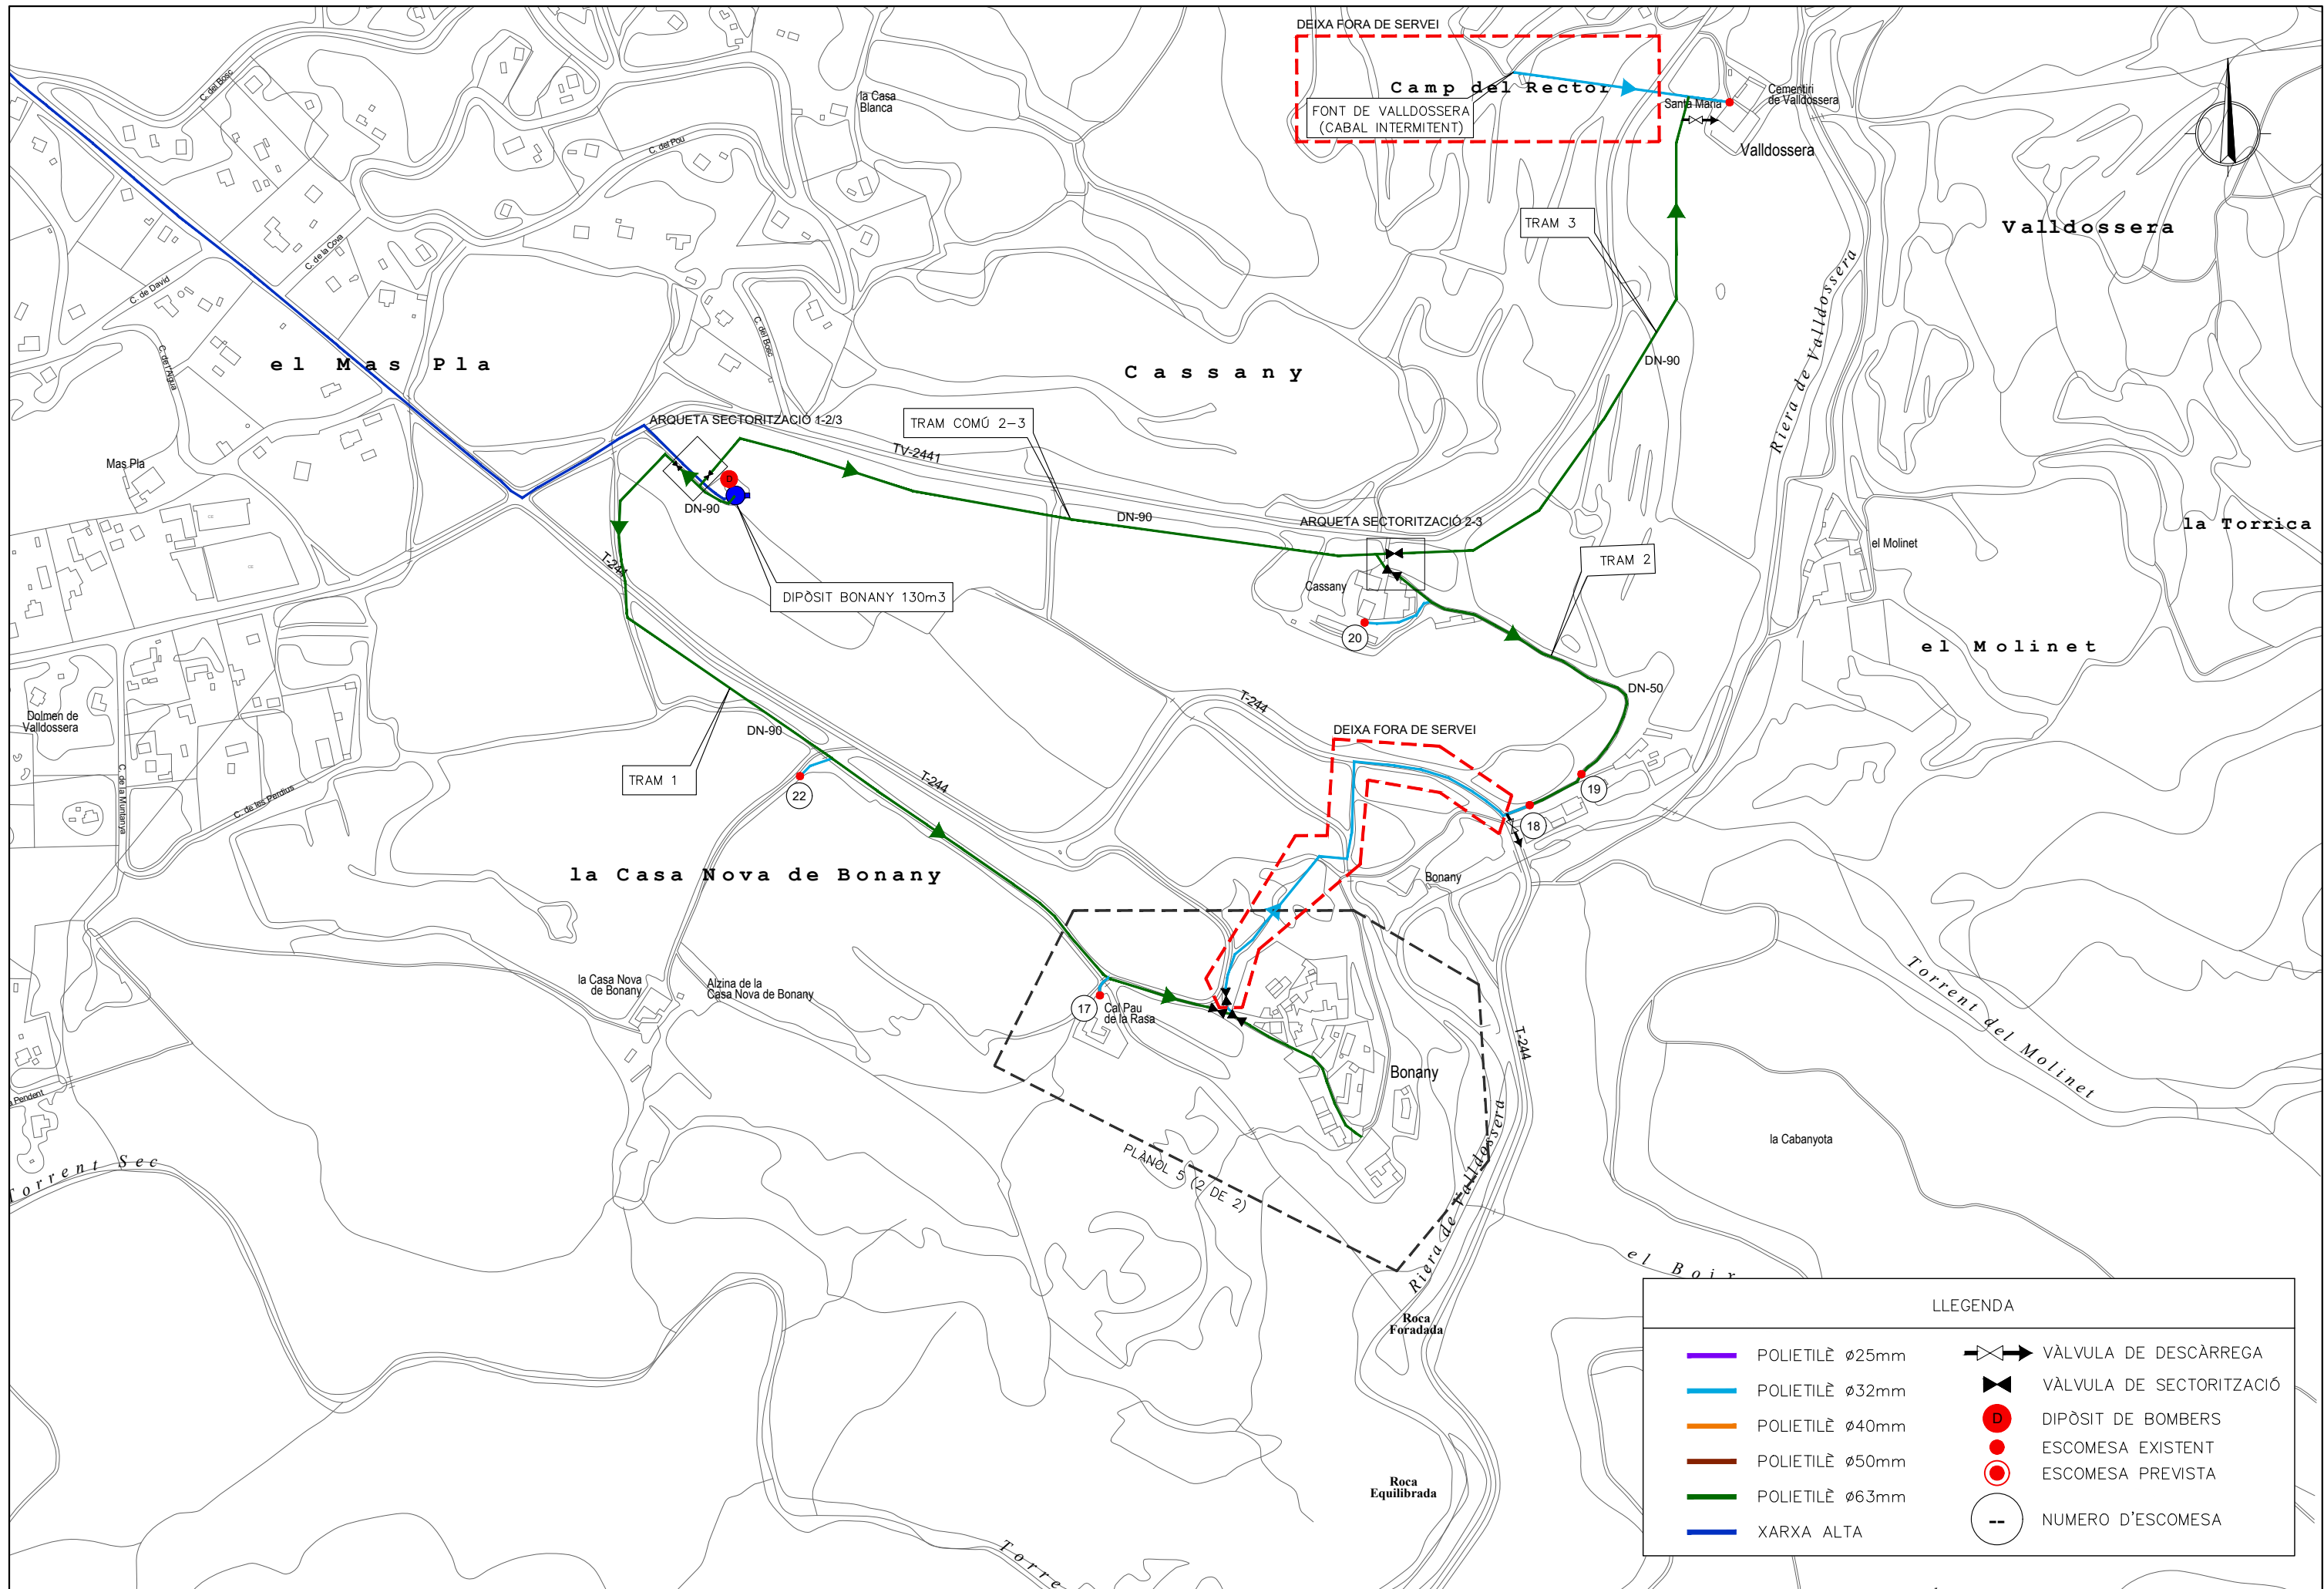 DEIXA FORA DE SERVEI
Camp del Rector
FONT DE VALLDOSSERA
(CABAL INTERMITENT)
Santa Maria
Cementiri
de Valldossera
Valldossera
C. del Bosc
la Casa
Blanca
C. del Pou
TRAM 3
Valldossera
Riera de Valldossera
C. de la Cova
C. de David
C. del Bosc
C. de l'Aigua
el Mas Pla
Cassany
DN-90
ARQUETA SECTORITZACIÓ 1-2/3
TRAM COMÚ 2-3
TV-2441
Mas Pla
D
DN-90
DN-90
ARQUETA SECTORITZACIÓ 2-3
la Torrica
el Molinet
T-244
DIPÒSIT BONANY 130m3
Cassany
20
TRAM 2
el Molinet
DN-50
T-244
Dolmen de
Valldossera
DN-90
DEIXA FORA DE SERVEI
TRAM 1
22
T-244
19
18
C. de la Muntanya
C. de les Perdius
la Casa Nova de Bonany
Bonany
la Casa Nova
de Bonany
Alzina de la
Casa Nova de Bonany
17
Cal Pau
de la Rasa
T-244
Torrent del Molinet
Bonany
Pendent
PLÀNOL 5 (2 DE 2)
Riera de Valldossera
la Cabanyota
Torrent Sec
el Boix
Roca
Foradada
Roca
Equilibrada
Torre
LLEGENDA
POLIETILÈ ø25mm
POLIETILÈ ø32mm
POLIETILÈ ø40mm
POLIETILÈ ø50mm
POLIETILÈ ø63mm
XARXA ALTA
VÀLVULA DE DESCÀRREGA
VÀLVULA DE SECTORITZACIÓ
D DIPÒSIT DE BOMBERS
ESCOMESA EXISTENT
ESCOMESA PREVISTA
-- NUMERO D'ESCOMESA